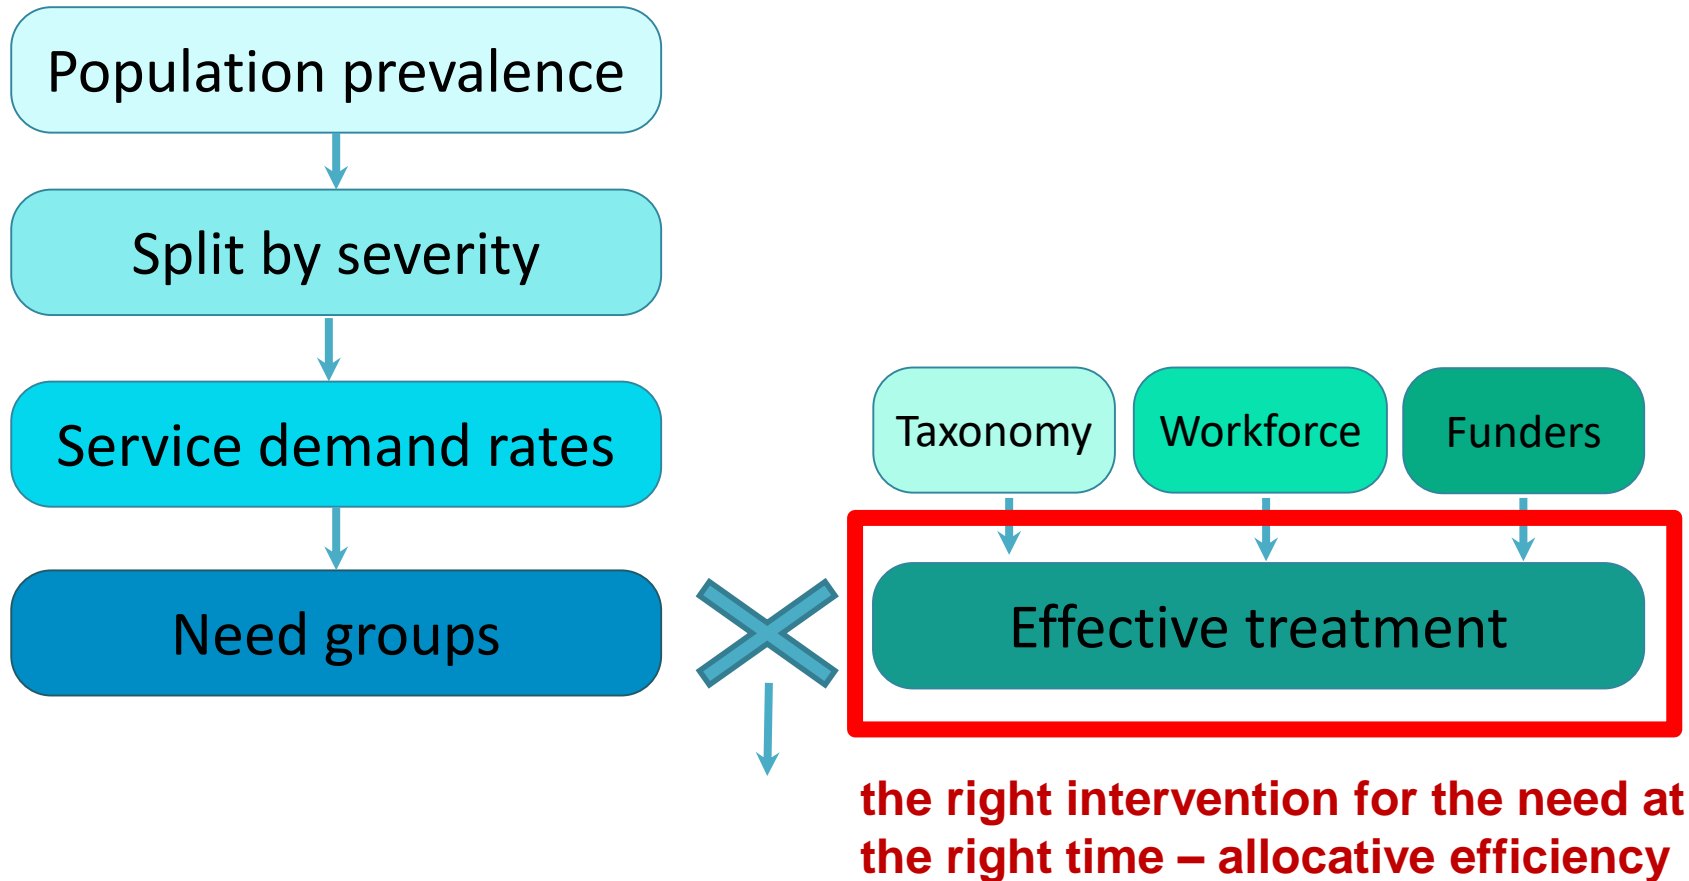 Population prevalence
Split by severity
Service demand rates
Need groups
Taxonomy
Workforce
Funders
Effective treatment
the right intervention for the need at
the right time – allocative efficiency